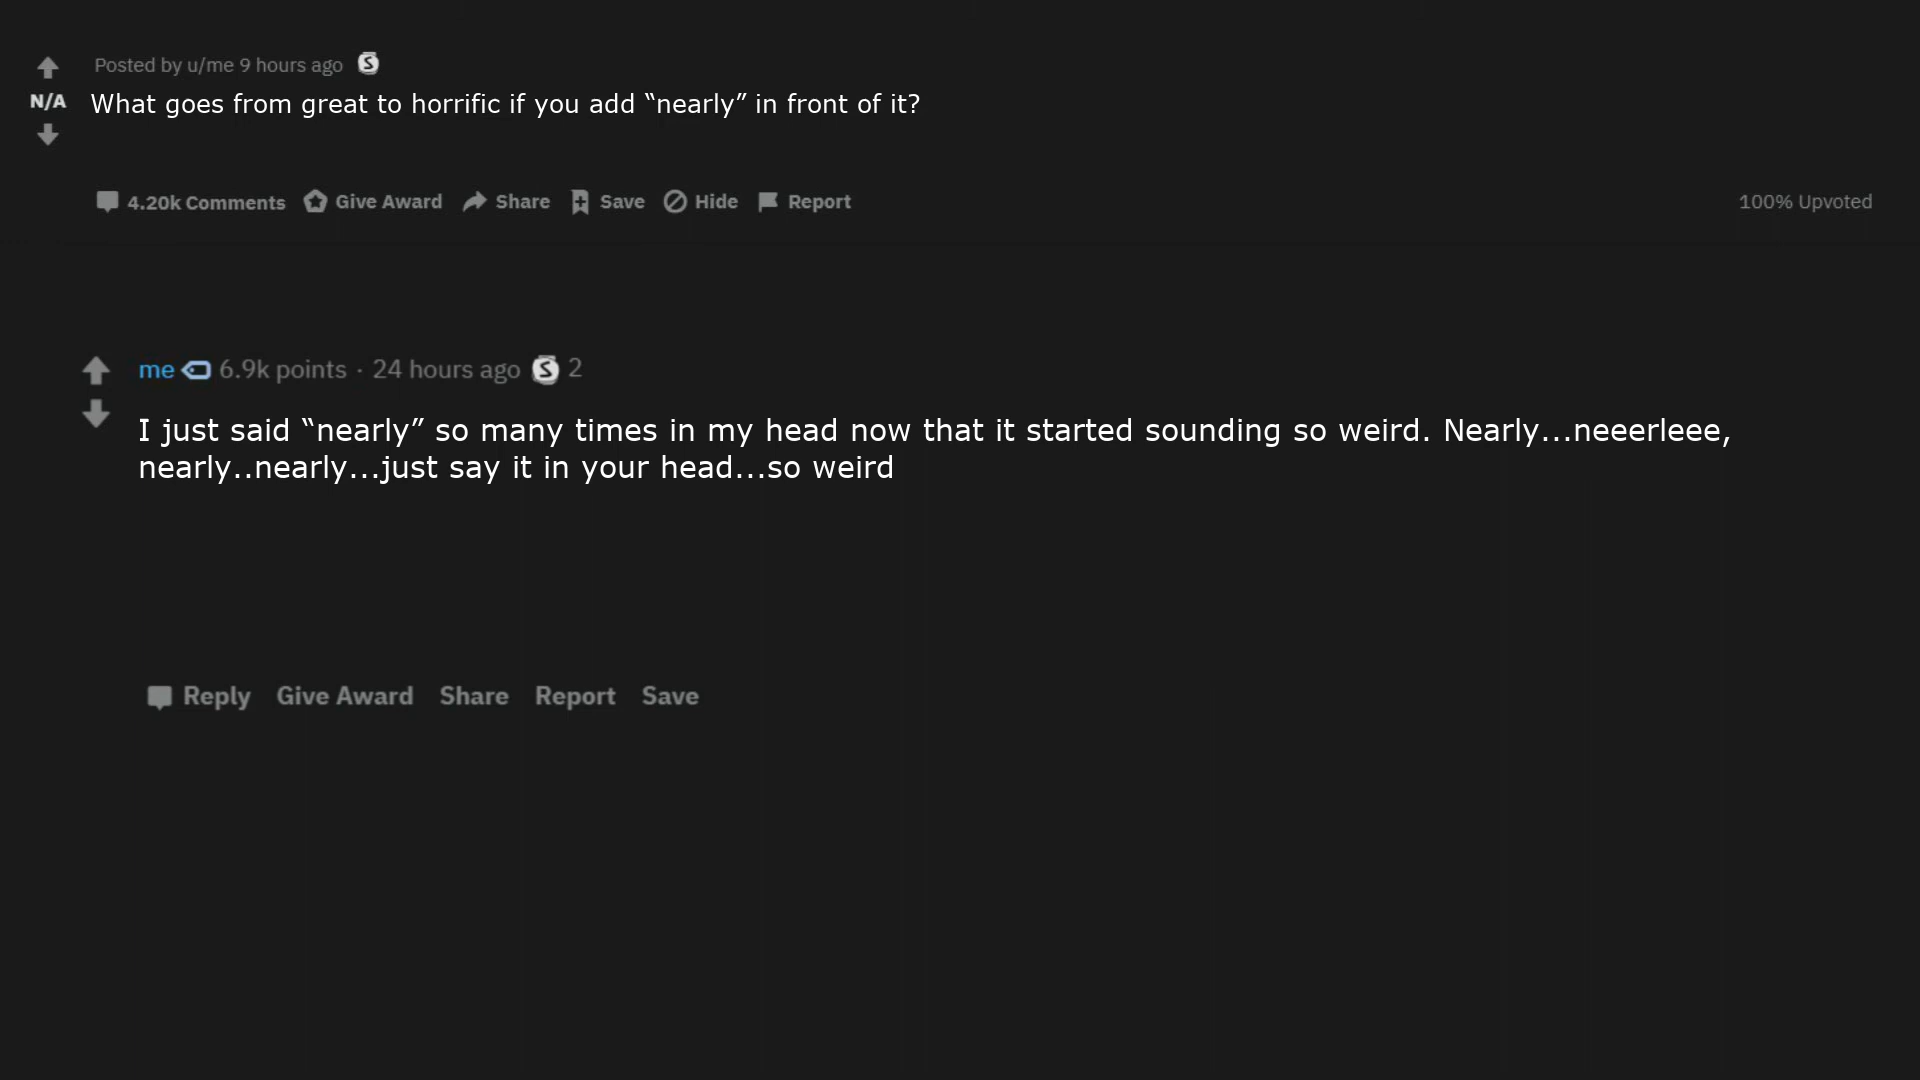 Posted by u/me 9 hours ago
N/A
What goes from great to horrific if you add “nearly” in front of it?
4.20k Comments Give Award Share Save Hide Report 100% Upvoted
me 6.9k points · 24 hours ago S 2
I just said “nearly” so many times in my head now that it started sounding so weird. Nearly...neeerleee,
nearly..nearly...just say it in your head...so weird
Reply Give Award Share Report Save